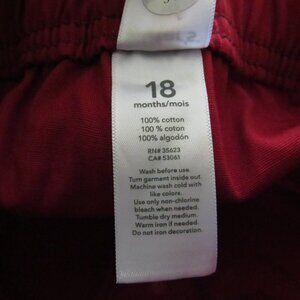 18
months/mois
100% cotton
100 % coton
100% algodón
RN# 35623
CA# 53061
Wash before use.
Turn garment inside out.
Machine wash cold with
like colors.
Use only non-chlorine
bleach when needed.
Tumble dry medium.
Warm iron if needed.
Do not iron decoration.